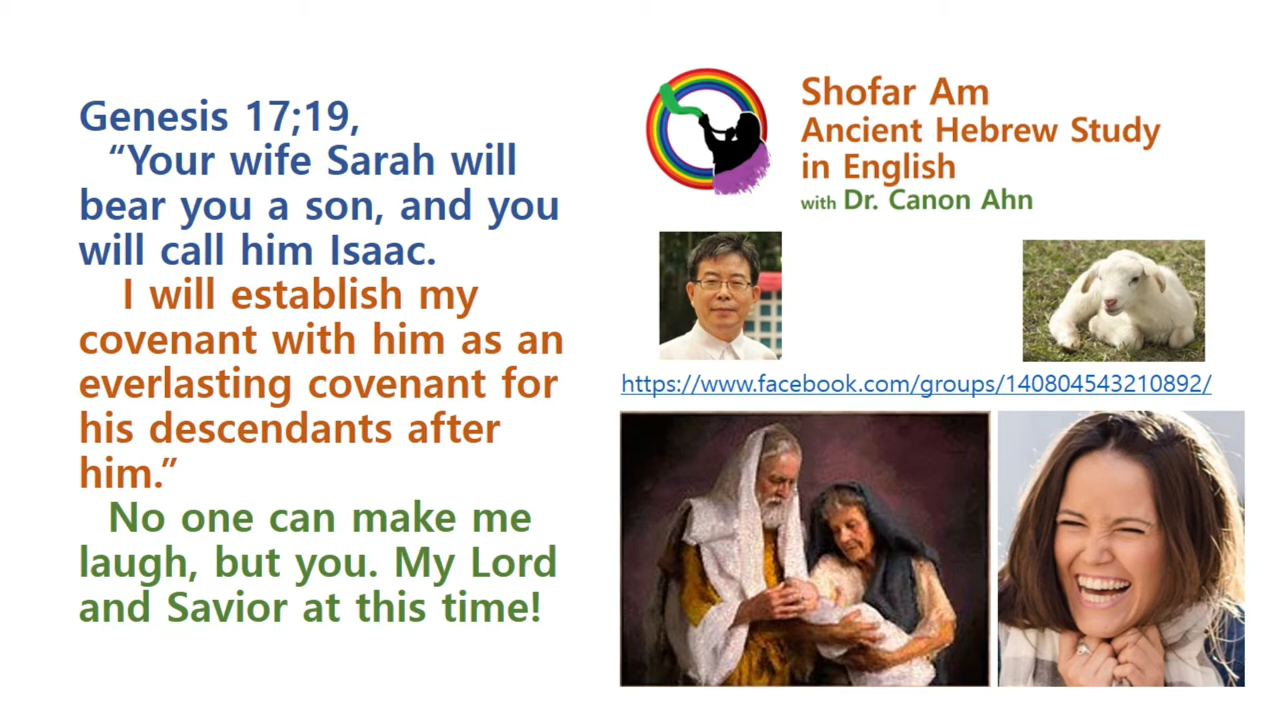 Genesis 17;19,
“Your wife Sarah will
bear you a son, and you
will call him Isaac.
I will establish my
covenant with him as an
everlasting covenant for
his descendants after
him.”
No one can make me
laugh, but you. My Lord
and Savior at this time!
Shofar Am
Ancient Hebrew Study
in English
with Dr. Canon Ahn
https://www.facebook.com/groups/140804543210892/